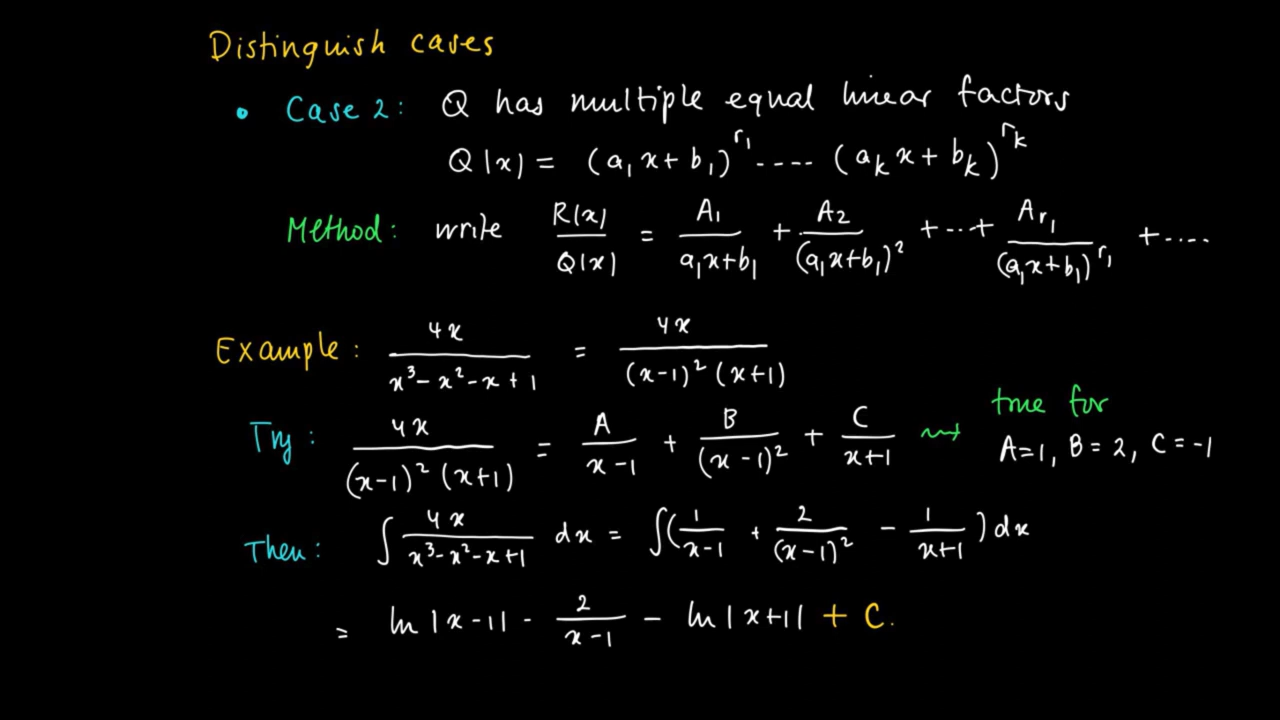 Distinguish cases
• Case 2: Q has multiple equal linear factors
Q(x) = (a₁x + b₁)^r₁ ..... (aₖx + bₖ)^rₖ
Method: write R(x)/Q(x) = A₁/(a₁x+b₁) + A₂/(a₁x+b₁)² + ... + A_r₁/(a₁x+b₁)^r₁ + ....
Example: 4x/(x³-x²-x+1) = 4x/((x-1)²(x+1))
Try: 4x/((x-1)²(x+1)) = A/(x-1) + B/(x-1)² + C/(x+1) ⇝ true for A=1, B=2, C=-1
Then: ∫ 4x/(x³-x²-x+1) dx = ∫(1/(x-1) + 2/(x-1)² - 1/(x+1)) dx
= ln|x-1| - 2/(x-1) - ln|x+1| + C.